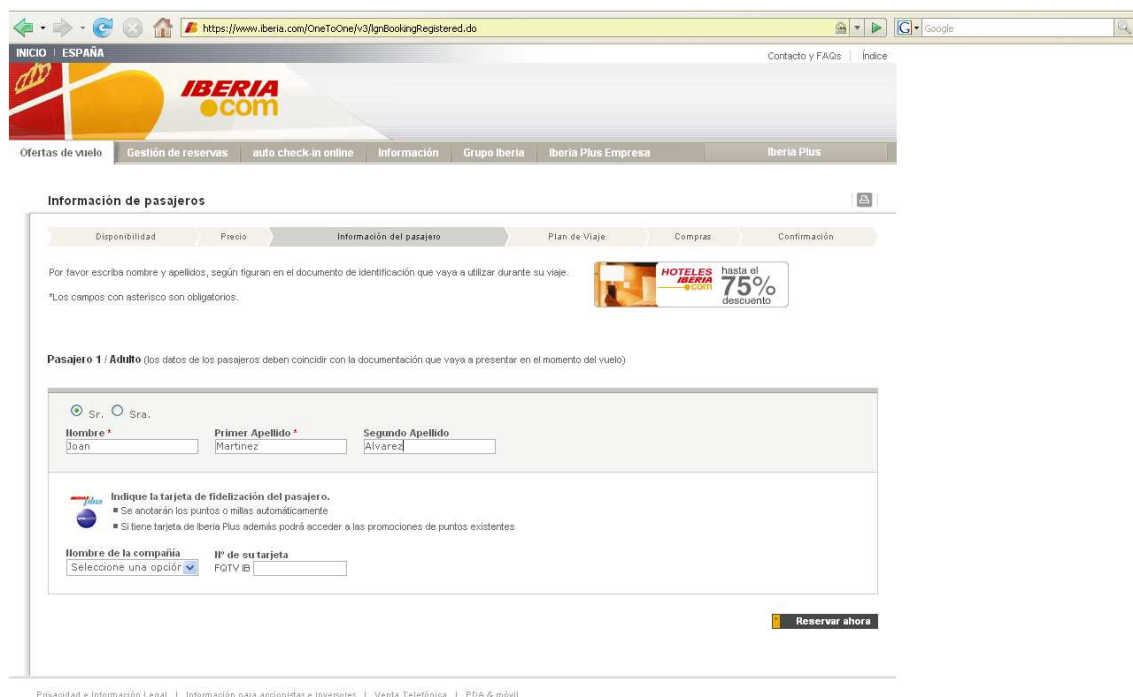 https://www.iberia.com/OneToOne/v3/lgnBookingRegistered.do
G Google
INICIO | ESPAÑA
Contacto y FAQs | Índice
IBERIA
.com
Ofertas de vuelo Gestión de reservas auto check-in online Información Grupo Iberia Iberia Plus Empresa Iberia Plus
Información de pasajeros
Disponibilidad Precio Información del pasajero Plan de Viaje Compras Confirmación
Por favor escriba nombre y apellidos, según figuran en el documento de identificación que vaya a utilizar durante su viaje.
*Los campos con asterisco son obligatorios.
HOTELES
IBERIA
.com
hasta el
75%
descuento
Pasajero 1 / Adulto (los datos de los pasajeros deben coincidir con la documentación que vaya a presentar en el momento del vuelo)
Sr. Sra.
Nombre * Primer Apellido * Segundo Apellido
Joan Martinez Alvarez
plus
Indique la tarjeta de fidelización del pasajero.
Se anotarán los puntos o millas automáticamente
Si tiene tarjeta de Iberia Plus además podrá acceder a las promociones de puntos existentes
Nombre de la compañía Nº de su tarjeta
Seleccione una opción FQTV IB
Reservar ahora
Privacidad e Información Legal | Información para accionistas e inversores | Venta Telefónica | PDA & móvil